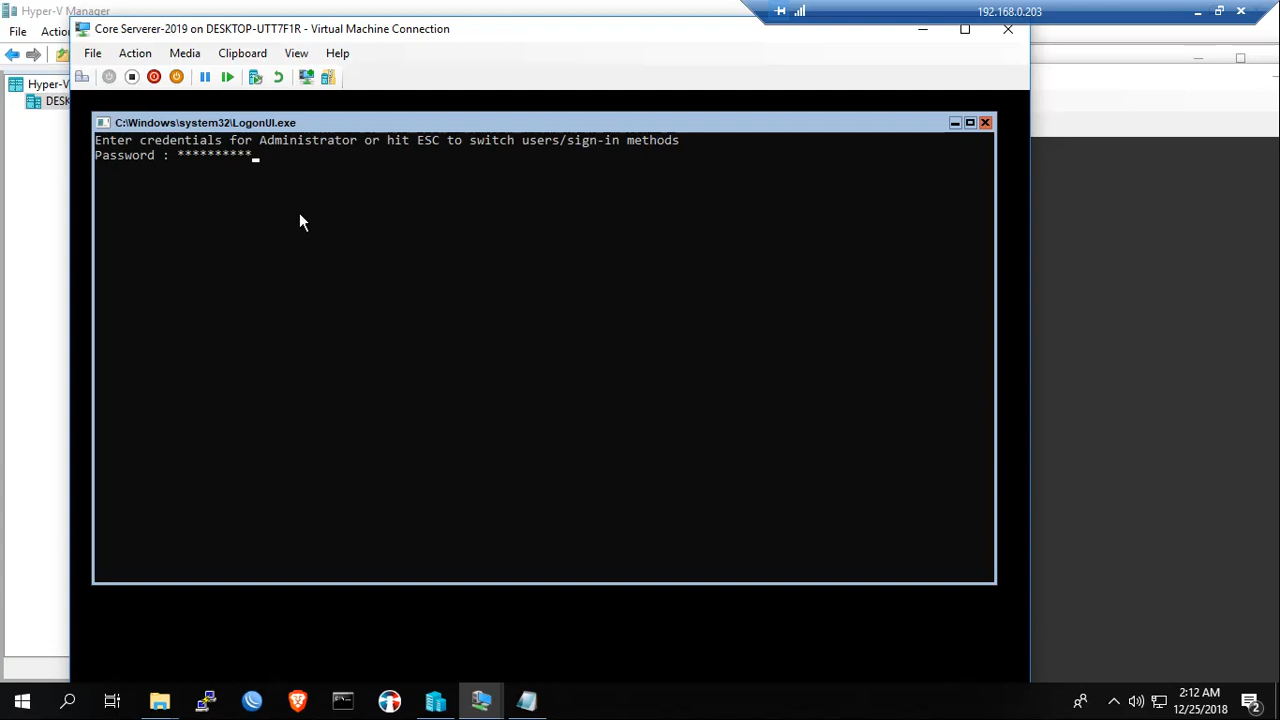 Hyper-V Manager
192.168.0.203
File
Core Serverer-2019 on DESKTOP-UTT7F1R - Virtual Machine Connection
File Action Media Clipboard View Help
Hyper-V
C:\Windows\system32\LogonUI.exe
Enter credentials for Administrator or hit ESC to switch users/sign-in methods
Password : **********
2:12 AM
12/25/2018
2